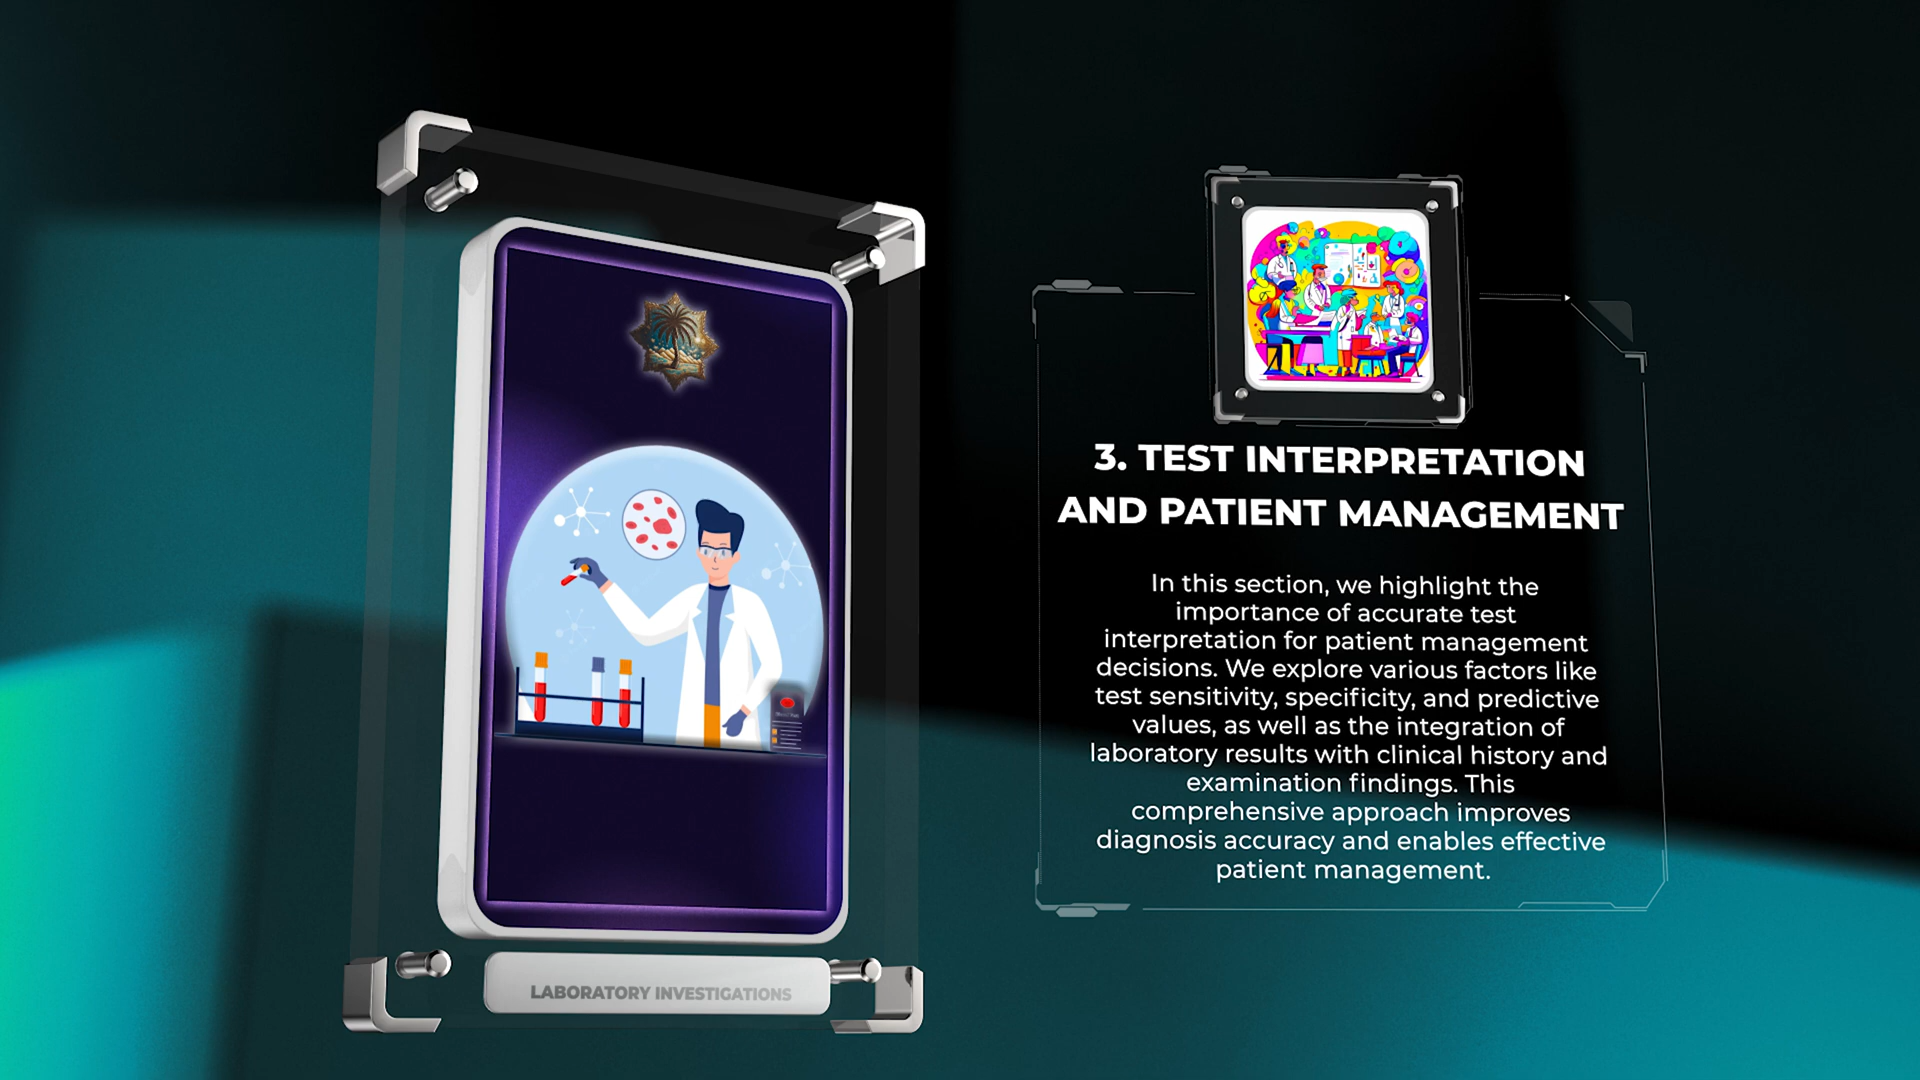 3. TEST INTERPRETATION
AND PATIENT MANAGEMENT
In this section, we highlight the
importance of accurate test
interpretation for patient management
decisions. We explore various factors like
test sensitivity, specificity, and predictive
values, as well as the integration of
laboratory results with clinical history and
examination findings. This
comprehensive approach improves
diagnosis accuracy and enables effective
patient management.
LABORATORY INVESTIGATIONS